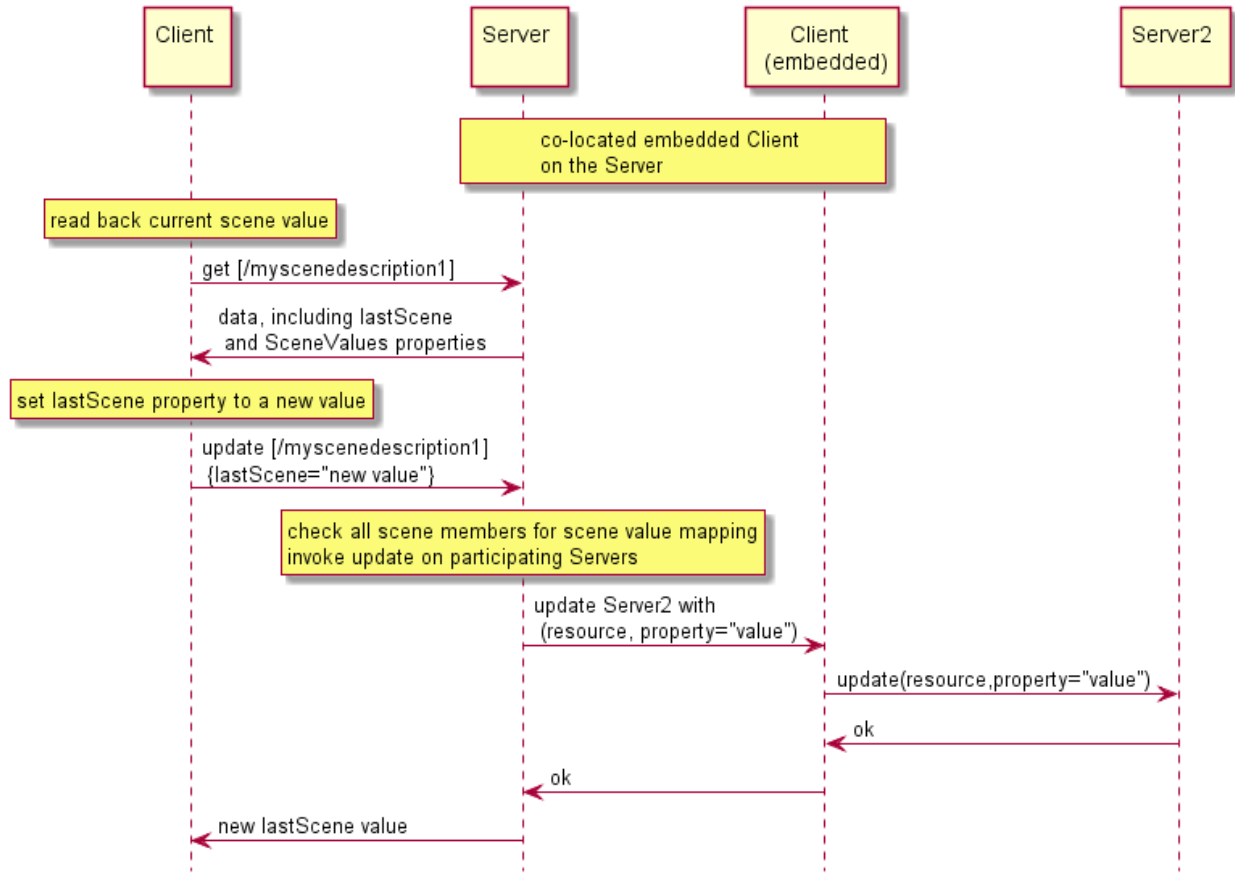 Client
Server
Client
(embedded)
Server2
co-located embedded Client
on the Server
read back current scene value
get [/myscenedescription1]
data, including lastScene
and SceneValues properties
set lastScene property to a new value
update [/myscenedescription1]
{lastScene="new value"}
check all scene members for scene value mapping
invoke update on participating Servers
update Server2 with
(resource, property="value")
update(resource,property="value")
ok
ok
new lastScene value